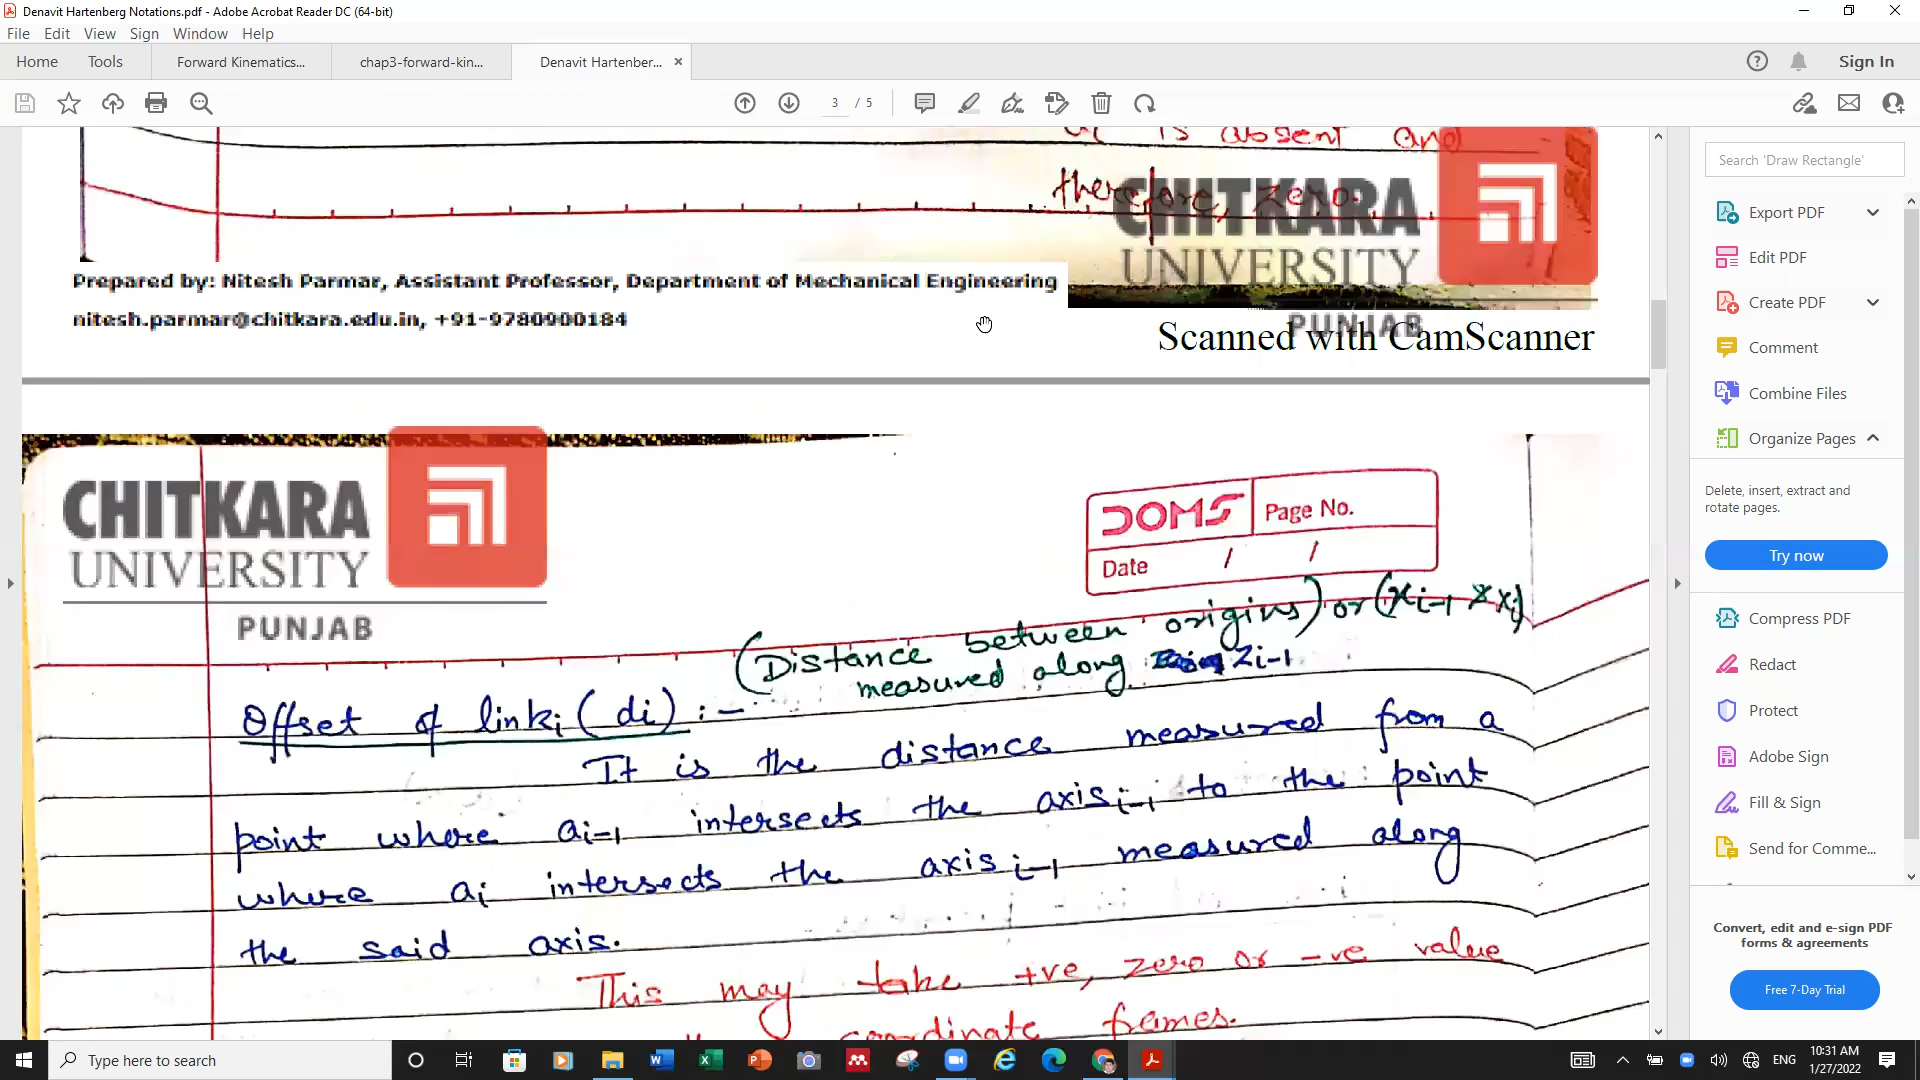 Denavit Hartenberg Notations.pdf - Adobe Acrobat Reader DC (64-bit)
File Edit View Sign Window Help
Home Tools Forward Kinematics... chap3-forward-kin... Denavit Hartenber... × Sign In
3 / 5
is absent and
therefore, zero.
CHITKARA
UNIVERSITY
PUNJAB
Prepared by: Nitesh Parmar, Assistant Professor, Department of Mechanical Engineering
nitesh.parmar@chitkara.edu.in, +91-9780900184
Scanned with CamScanner
CHITKARA
UNIVERSITY
PUNJAB
DOMS Page No.
Date / /
(Distance between origins) or (xi-1 & xi)
measured along Zi-1
Offset of linki (di) :-
It is the distance measured from a
point where ai-1 intersects the axisi-1 to the point
where ai intersects the axisi-1 measured along
the said axis.
This may take +ve, zero or -ve value
coordinate frames.
Search 'Draw Rectangle'
Export PDF
Edit PDF
Create PDF
Comment
Combine Files
Organize Pages
Delete, insert, extract and
rotate pages.
Try now
Compress PDF
Redact
Protect
Adobe Sign
Fill & Sign
Send for Comme...
Convert, edit and e-sign PDF
forms & agreements
Free 7-Day Trial
Type here to search
ENG
10:31 AM
1/27/2022